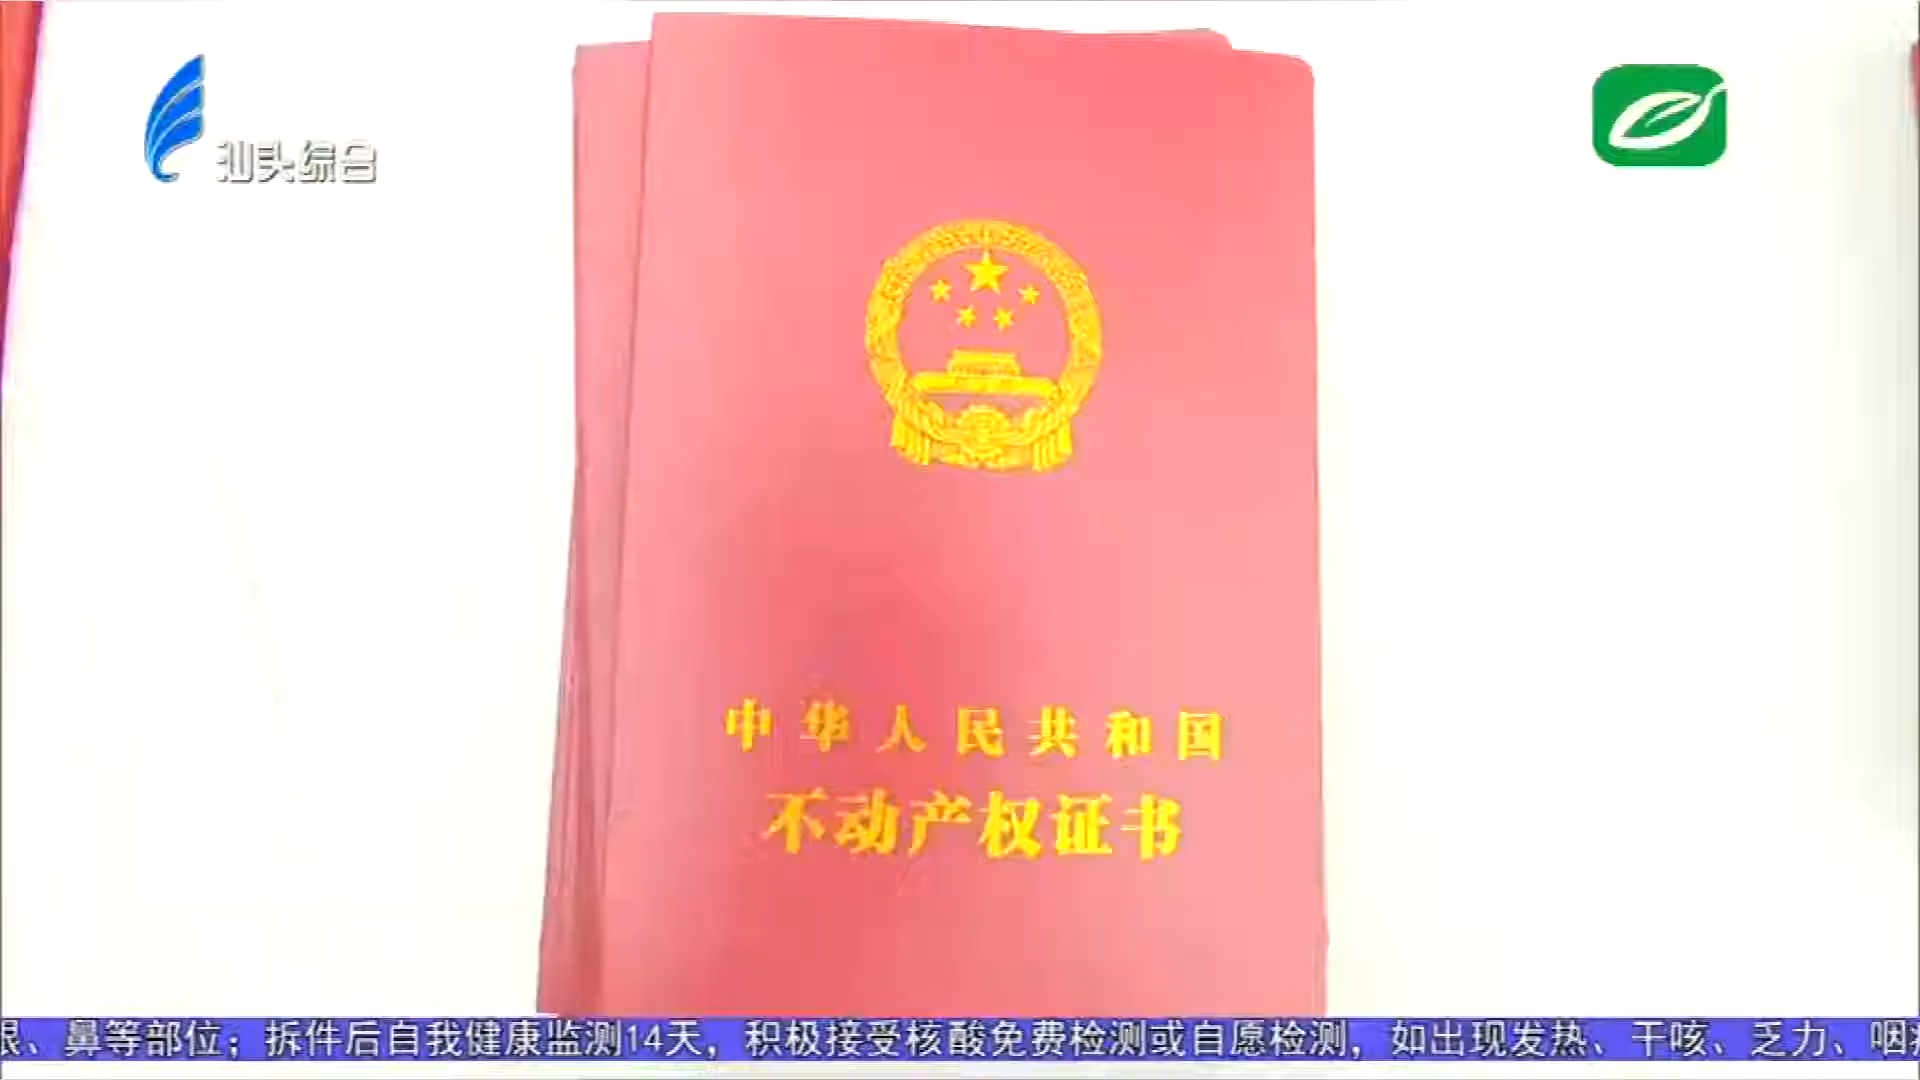 汕头综合
中华人民共和国
不动产权证书
、鼻等部位；拆件后自我健康监测14天，积极接受核酸免费检测或自愿检测，如出现发热、干咳、乏力、咽